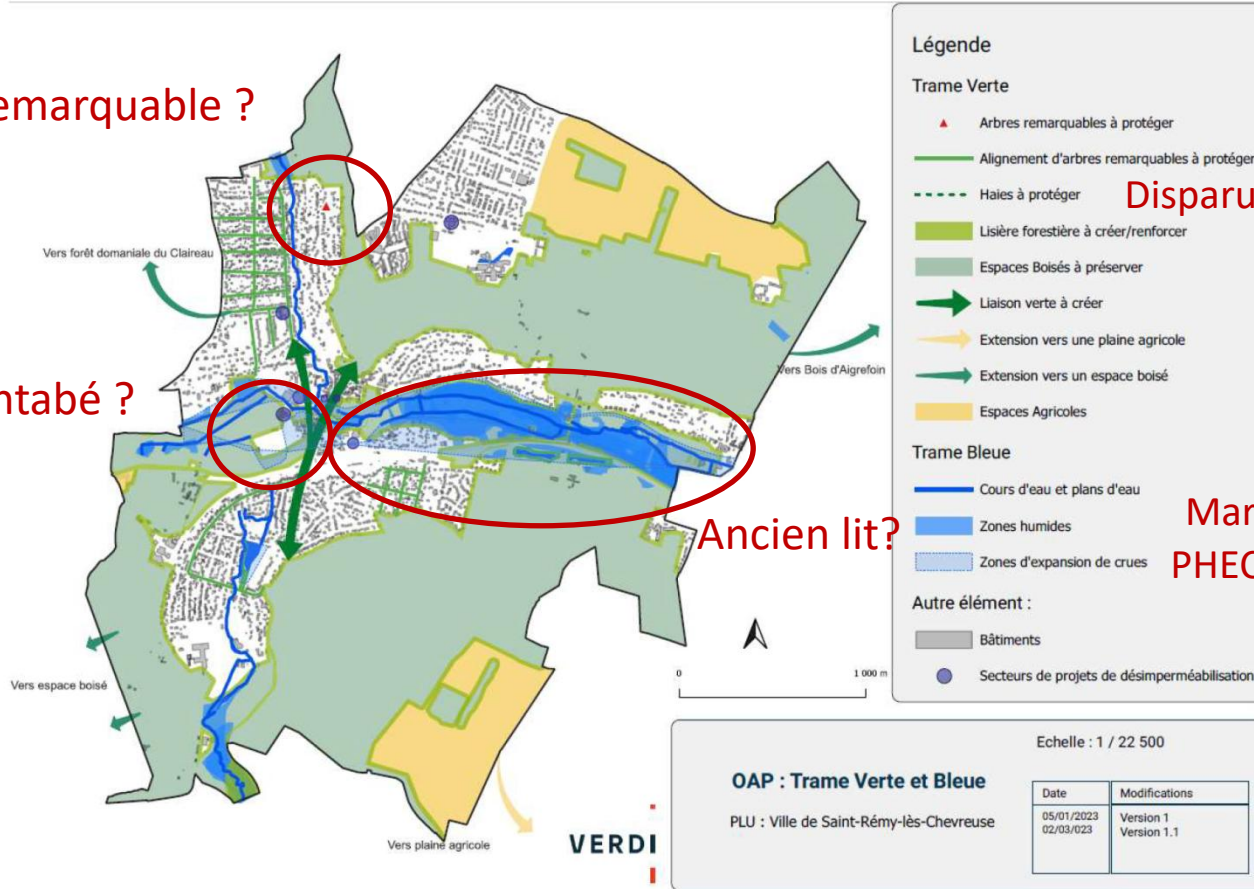 emarquable ?
ntabé ?
Ancien lit?
Vers forêt domaniale du Claireau
Vers Bois d'Aigrefoin
Vers espace boisé
Vers plaine agricole
0
1 000 m
VERDI
Légende
Trame Verte
Arbres remarquables à protéger
Alignement d'arbres remarquables à protéger
Haies à protéger
Disparu
Lisière forestière à créer/renforcer
Espaces Boisés à préserver
Liaison verte à créer
Extension vers une plaine agricole
Extension vers un espace boisé
Espaces Agricoles
Trame Bleue
Cours d'eau et plans d'eau
Zones humides
Mar
Zones d'expansion de crues
PHEC
Autre élément :
Bâtiments
Secteurs de projets de désimperméabilisation
Echelle : 1 / 22 500
OAP : Trame Verte et Bleue
PLU : Ville de Saint-Rémy-lès-Chevreuse
Date Modifications
05/01/2023 Version 1
02/03/023 Version 1.1